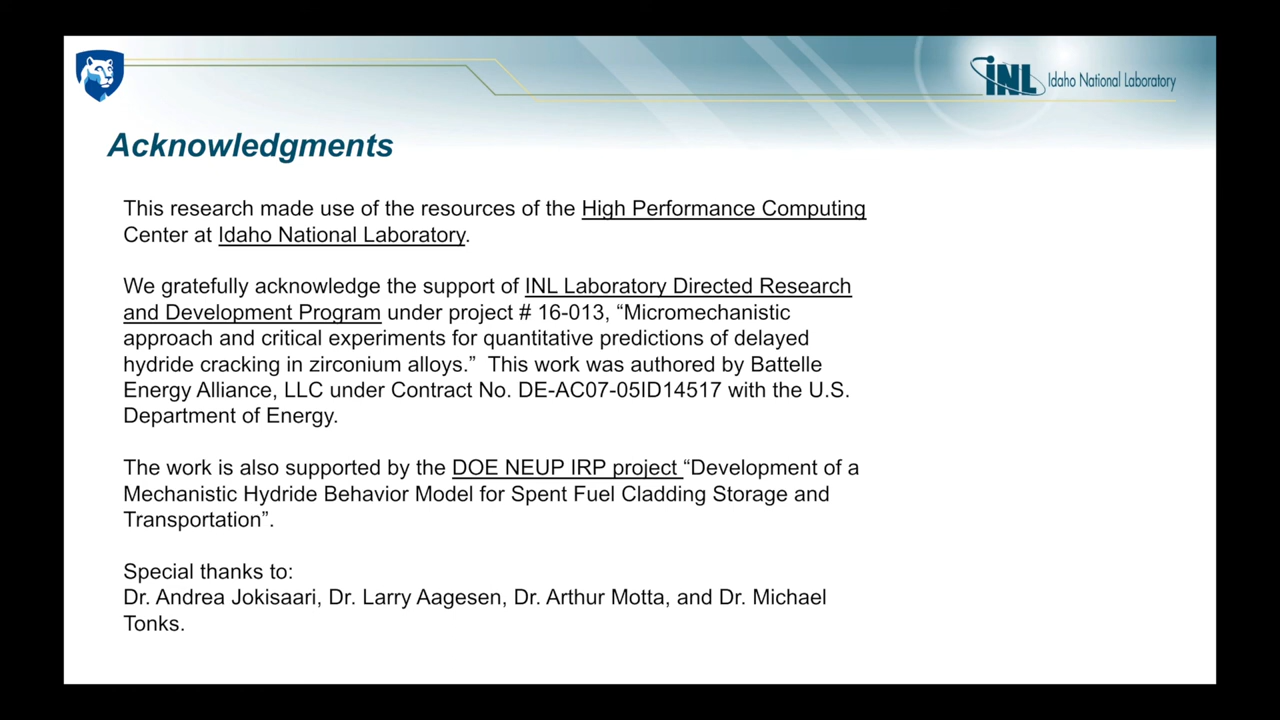 INL Idaho National Laboratory
Acknowledgments
This research made use of the resources of the High Performance Computing
Center at Idaho National Laboratory.
We gratefully acknowledge the support of INL Laboratory Directed Research
and Development Program under project # 16-013, “Micromechanistic
approach and critical experiments for quantitative predictions of delayed
hydride cracking in zirconium alloys.”  This work was authored by Battelle
Energy Alliance, LLC under Contract No. DE-AC07-05ID14517 with the U.S.
Department of Energy.
The work is also supported by the DOE NEUP IRP project “Development of a
Mechanistic Hydride Behavior Model for Spent Fuel Cladding Storage and
Transportation”.
Special thanks to:
Dr. Andrea Jokisaari, Dr. Larry Aagesen, Dr. Arthur Motta, and Dr. Michael
Tonks.